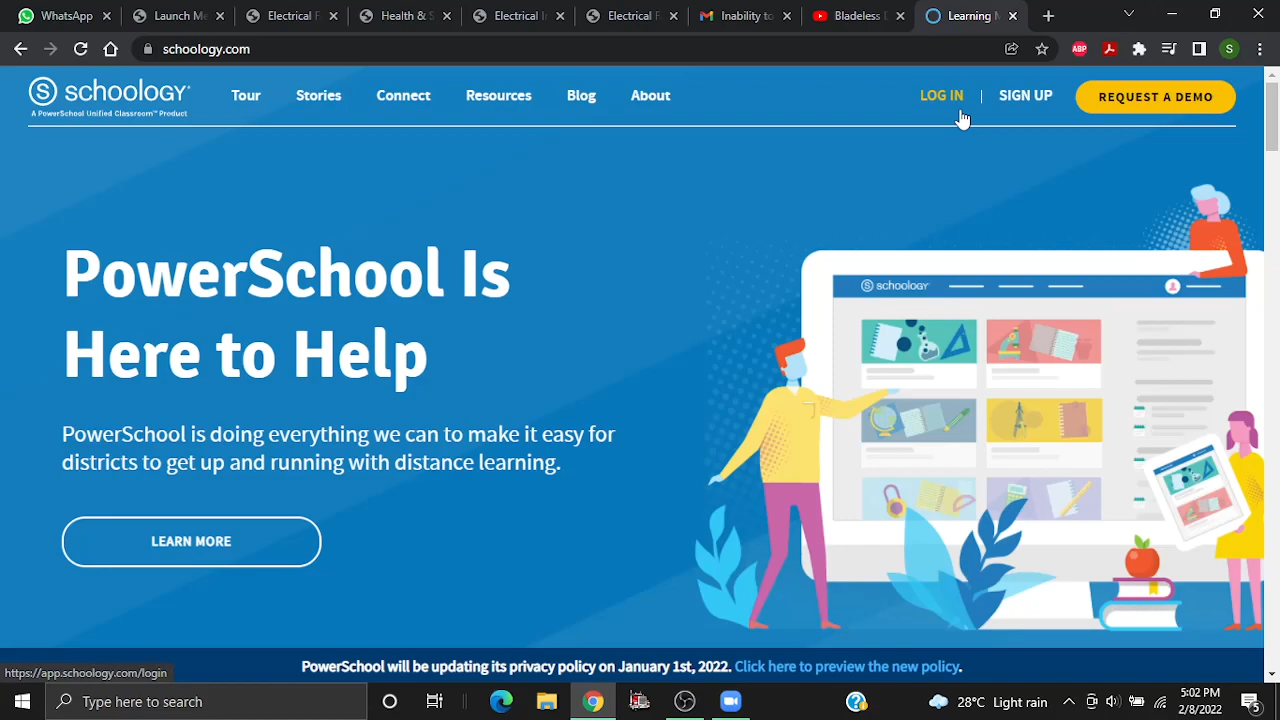 WhatsApp
Launch Me
Electrical F
Health & S
Electrical I
Electrical F
Inability to
Bladeless D
Learning M
schoology.com
ABP
S
schoology
A PowerSchool Unified Classroom™ Product
Tour
Stories
Connect
Resources
Blog
About
LOG IN
SIGN UP
REQUEST A DEMO
PowerSchool Is
Here to Help
PowerSchool is doing everything we can to make it easy for
districts to get up and running with distance learning.
LEARN MORE
schoology
PowerSchool will be updating its privacy policy on January 1st, 2022. Click here to preview the new policy.
https://app.schoology.com/login
Type here to search
28°C Light rain
5:02 PM
2/8/2022
5